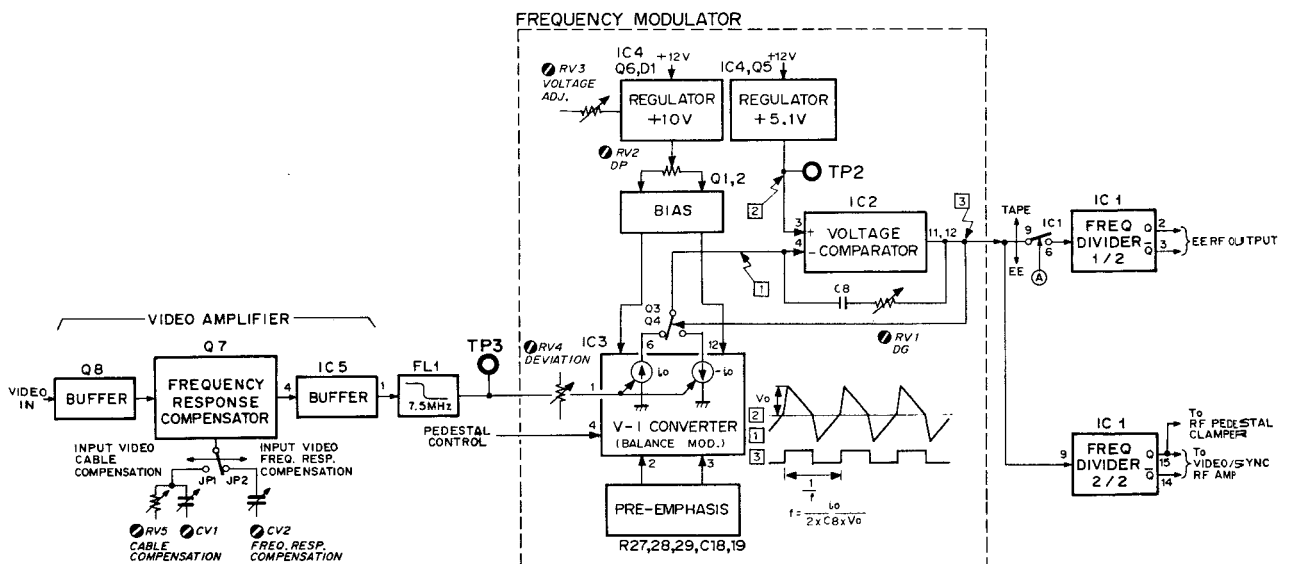 FREQUENCY MODULATOR
IC4
Q6,D1
+12V
RV3
VOLTAGE
ADJ.
REGULATOR
+10V
IC4,Q5
+12V
REGULATOR
+5.1V
RV2
DP
Q1,2
BIAS
TP2
2
IC2
3
+
4
-
VOLTAGE
COMPARATOR
11,12
3
1
C8
RV1
DG
Q3
Q4
IC3
6
12
io
-io
1
V-I CONVERTER
(BALANCE MOD.)
4
PEDESTAL
CONTROL
2
3
PRE-EMPHASIS
R27,28,29,C18,19
Vo
2
1
3
1/f
f= io / 2xC8xVo
VIDEO AMPLIFIER
Q8
VIDEO
IN
BUFFER
Q7
FREQUENCY
RESPONSE
COMPENSATOR
4
IC5
BUFFER
1
FL1
7.5MHz
TP3
RV4
DEVIATION
INPUT VIDEO
CABLE
COMPENSATION
INPUT VIDEO
FREQ. RESP.
COMPENSATION
JP1
JP2
RV5
CV1
CABLE
COMPENSATION
CV2
FREQ. RESP.
COMPENSATION
TAPE
EE
9
IC1
6
A
IC 1
FREQ
DIVIDER
1/2
Q
2
Q̅
3
EE RF OUTPUT
9
IC 1
FREQ
DIVIDER
2/2
Q
15
Q̅
14
To
RF PEDESTAL
CLAMPER
To
VIDEO/SYNC
RF AMP